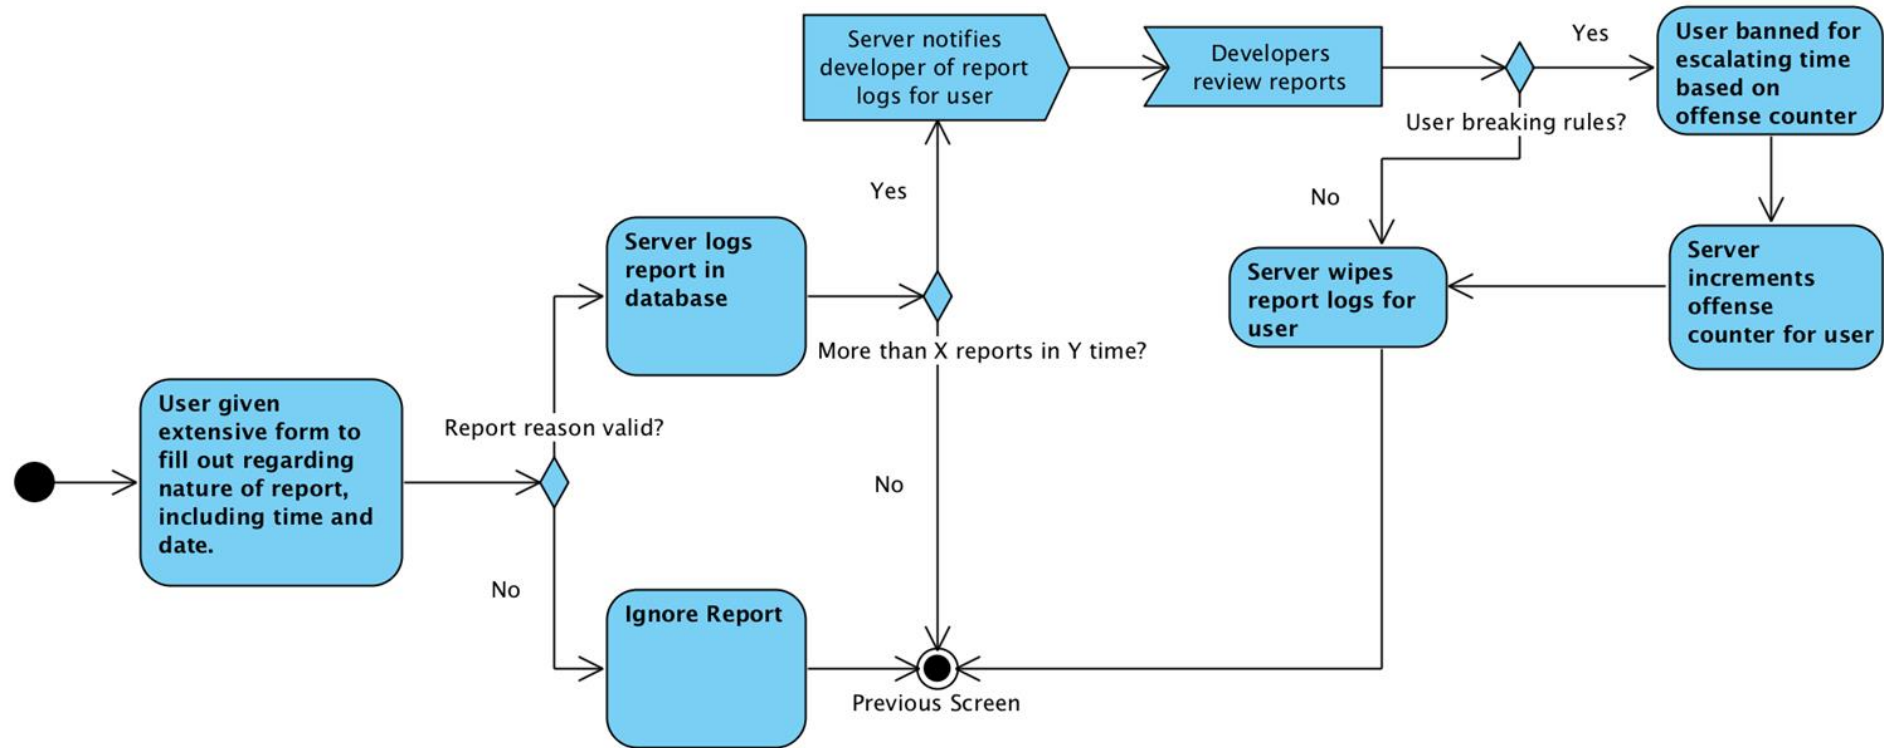 Server notifies
developer of report
logs for user
Developers
review reports
Yes
User banned for
escalating time
based on
offense counter
User breaking rules?
Yes
No
Server logs
report in
database
Server wipes
report logs for
user
Server
increments
offense
counter for user
More than X reports in Y time?
User given
extensive form to
fill out regarding
nature of report,
including time and
date.
Report reason valid?
No
No
Ignore Report
Previous Screen